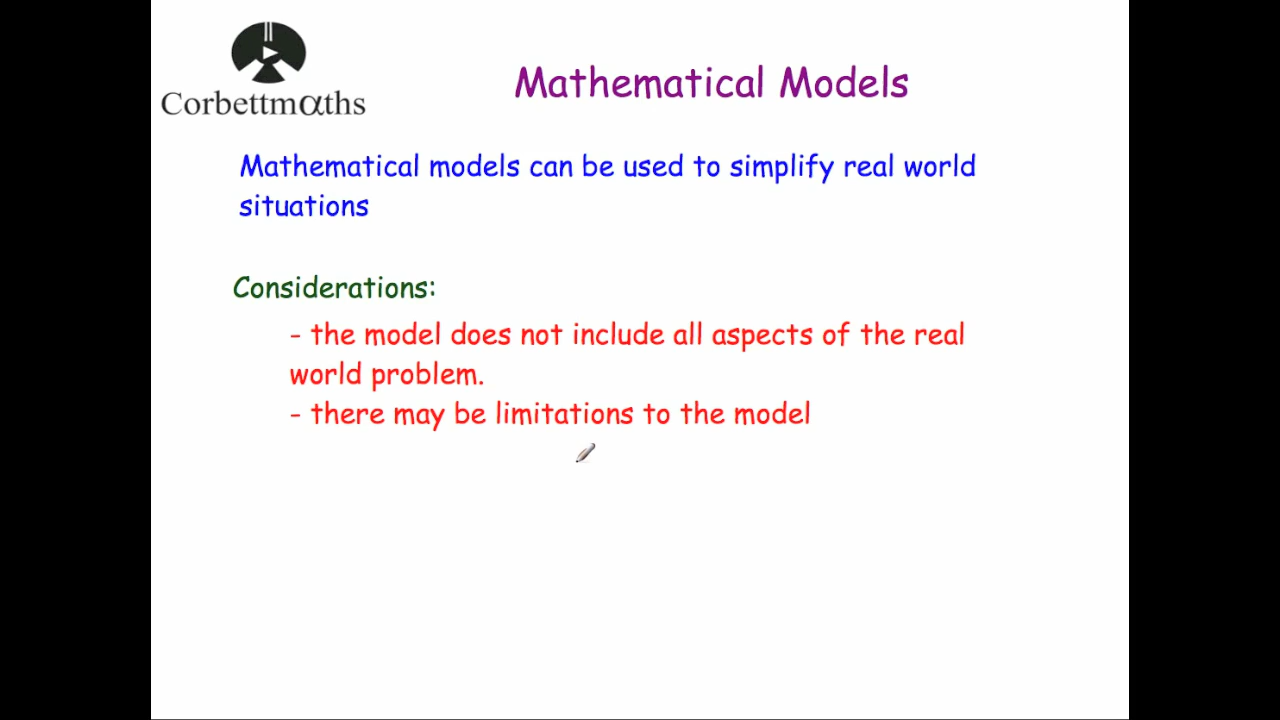 Corbettmαths
Mathematical Models
Mathematical models can be used to simplify real world
situations
Considerations:
- the model does not include all aspects of the real
world problem.
- there may be limitations to the model